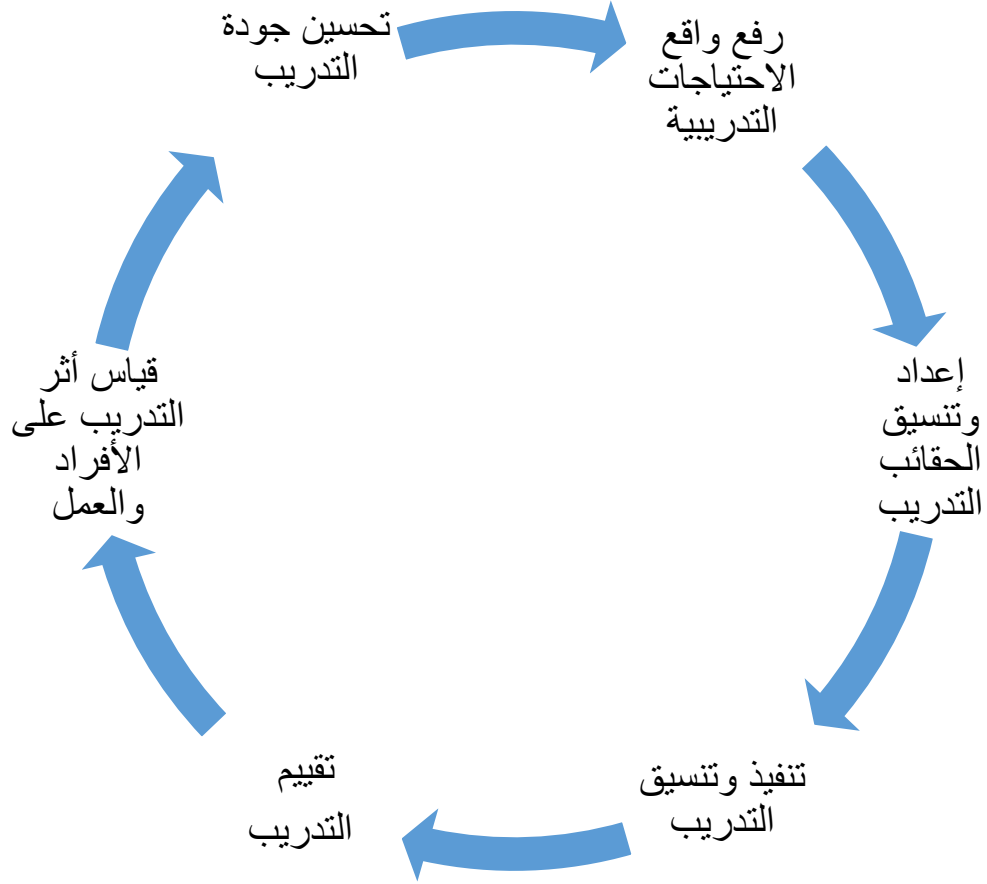 رفع واقع
الاحتياجات
التدريبية
إعداد
وتنسيق
الحقائب
التدريب
تنفيذ وتنسيق
التدريب
تقييم
التدريب
قياس أثر
التدريب على
الأفراد
والعمل
تحسين جودة
التدريب